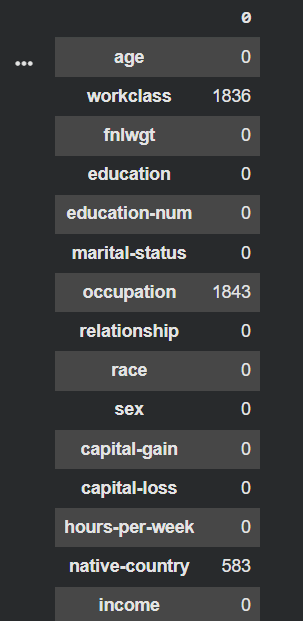 0
age 0
workclass 1836
fnlwgt 0
education 0
education-num 0
marital-status 0
occupation 1843
relationship 0
race 0
sex 0
capital-gain 0
capital-loss 0
hours-per-week 0
native-country 583
income 0